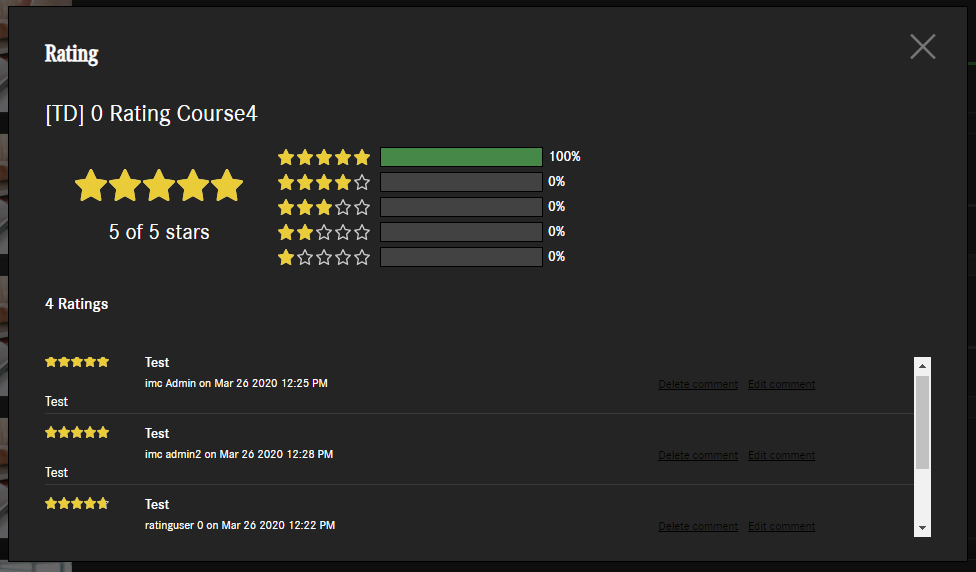 Rating
[TD] 0 Rating Course4
100%
0%
0%
5 of 5 stars
0%
0%
4 Ratings
Test
imc Admin on Mar 26 2020 12:25 PM
Delete comment Edit comment
Test
Test
imc admin2 on Mar 26 2020 12:28 PM
Delete comment Edit comment
Test
Test
ratinguser 0 on Mar 26 2020 12:22 PM
Delete comment Edit comment